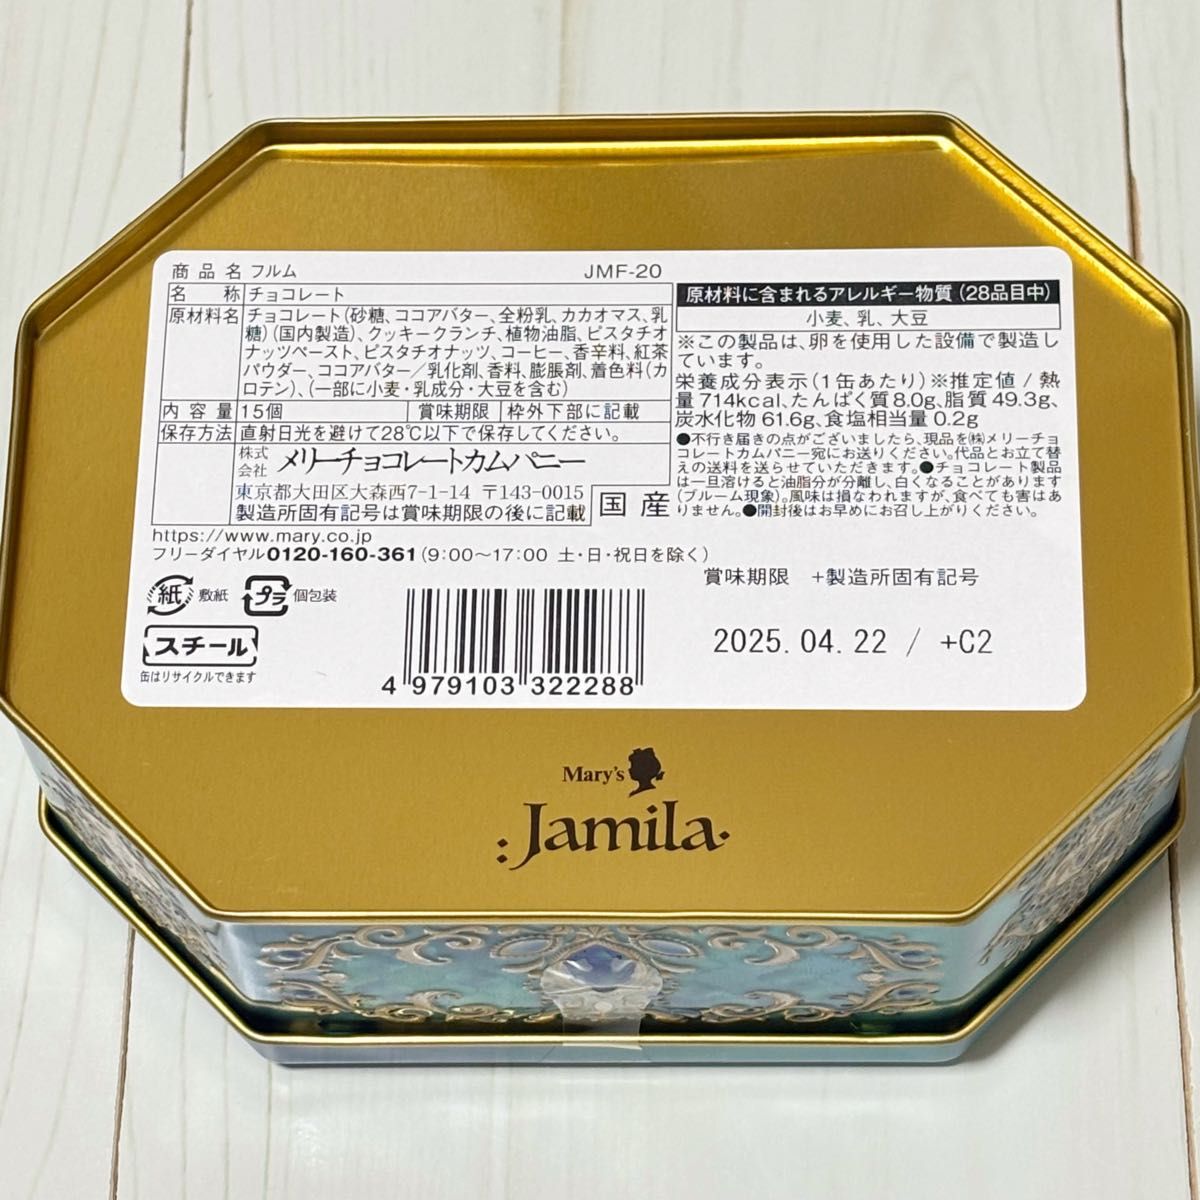 商品名 フルム JMF-20
名称 チョコレート
原材料名 チョコレート(砂糖、ココアバター、全粉乳、カカオマス、乳
糖)(国内製造)、クッキークランチ、植物油脂、ピスタチオ
ナッツペースト、ピスタチオナッツ、コーヒー、香辛料、紅茶
パウダー、ココアバター/乳化剤、香料、膨脹剤、着色料(カ
ロテン)、(一部に小麦・乳成分・大豆を含む)
内容量 15個 賞味期限 枠外下部に記載
保存方法 直射日光を避けて28℃以下で保存してください。
株式会社 メリーチョコレートカムパニー
東京都大田区大森西7-1-14 〒143-0015
製造所固有記号は賞味期限の後に記載
国産
https://www.mary.co.jp
フリーダイヤル0120-160-361(9:00〜17:00 土・日・祝日を除く)
原材料に含まれるアレルギー物質(28品目中)
小麦、乳、大豆
※この製品は、卵を使用した設備で製造し
ています。
栄養成分表示(1缶あたり)※推定値/熱
量714kcal、たんぱく質8.0g、脂質49.3g、
炭水化物61.6g、食塩相当量0.2g
●不行き届きの点がございましたら、現品を㈱メリーチョ
コレートカムパニー宛にお送りください。代品とお立て替
えの送料を送らせていただきます。●チョコレート製品
は一旦溶けると油脂分が分離し、白くなることがあります
(ブルーム現象)。風味は損なわれますが、食べても害はあ
りません。●開封後はお早めにお召し上がりください。
紙 敷紙 プラ 個包装
スチール
缶はリサイクルできます
4 979103 322288
賞味期限 +製造所固有記号
2025.04.22 / +C2
Mary's
Jamila